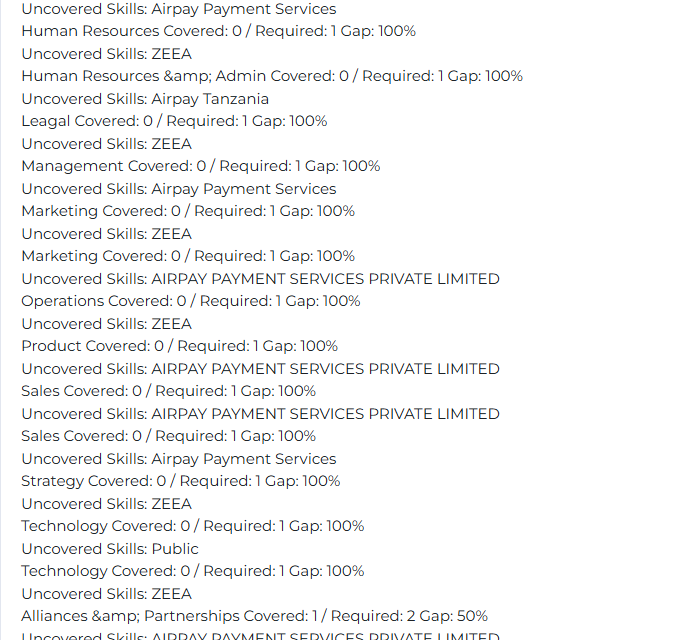 Uncovered Skills: Airpay Payment Services
Human Resources Covered: 0 / Required: 1 Gap: 100%
Uncovered Skills: ZEEA
Human Resources &amp; Admin Covered: 0 / Required: 1 Gap: 100%
Uncovered Skills: Airpay Tanzania
Leagal Covered: 0 / Required: 1 Gap: 100%
Uncovered Skills: ZEEA
Management Covered: 0 / Required: 1 Gap: 100%
Uncovered Skills: Airpay Payment Services
Marketing Covered: 0 / Required: 1 Gap: 100%
Uncovered Skills: ZEEA
Marketing Covered: 0 / Required: 1 Gap: 100%
Uncovered Skills: AIRPAY PAYMENT SERVICES PRIVATE LIMITED
Operations Covered: 0 / Required: 1 Gap: 100%
Uncovered Skills: ZEEA
Product Covered: 0 / Required: 1 Gap: 100%
Uncovered Skills: AIRPAY PAYMENT SERVICES PRIVATE LIMITED
Sales Covered: 0 / Required: 1 Gap: 100%
Uncovered Skills: AIRPAY PAYMENT SERVICES PRIVATE LIMITED
Sales Covered: 0 / Required: 1 Gap: 100%
Uncovered Skills: Airpay Payment Services
Strategy Covered: 0 / Required: 1 Gap: 100%
Uncovered Skills: ZEEA
Technology Covered: 0 / Required: 1 Gap: 100%
Uncovered Skills: Public
Technology Covered: 0 / Required: 1 Gap: 100%
Uncovered Skills: ZEEA
Alliances &amp; Partnerships Covered: 1 / Required: 2 Gap: 50%
Uncovered Skills: AIRPAY PAYMENT SERVICES PRIVATE LIMITED